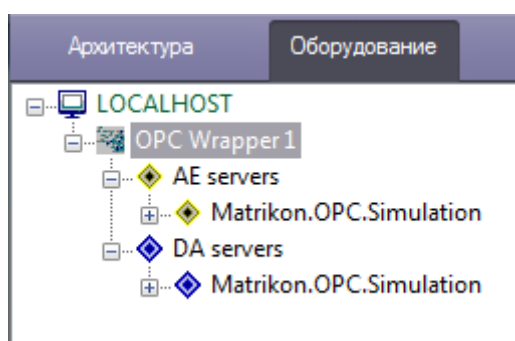 Архитектура Оборудование
LOCALHOST
OPC Wrapper 1
AE servers
Matrikon.OPC.Simulation
DA servers
Matrikon.OPC.Simulation